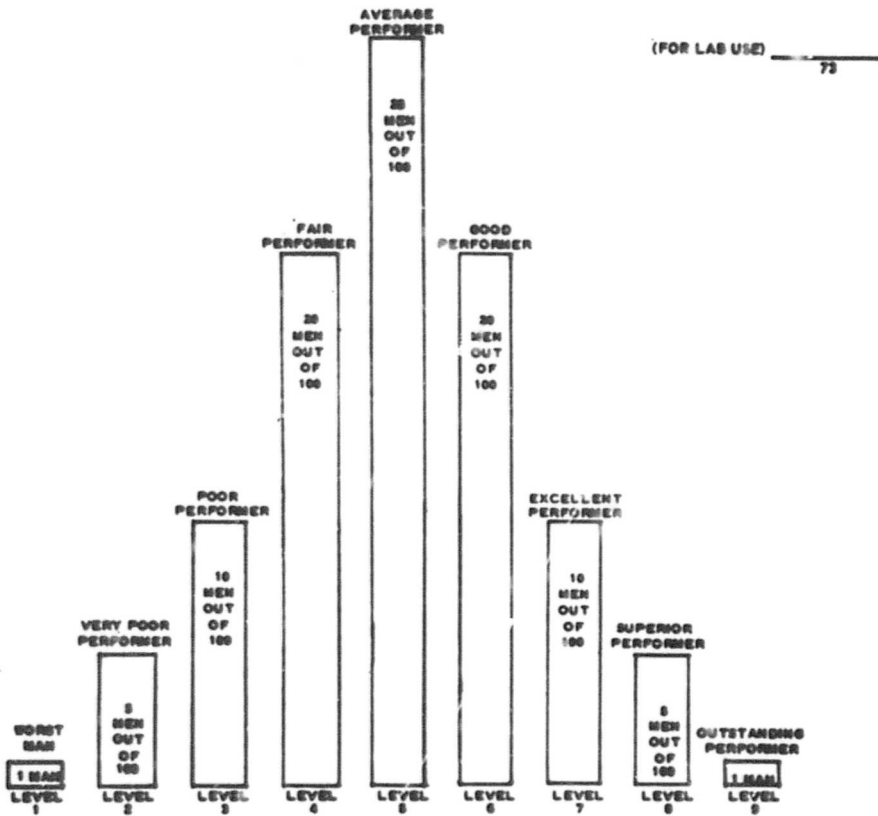 AVERAGE
PERFORMER
(FOR LAB USE)
73
28
MEN
OUT
OF
100
FAIR
PERFORMER
20
MEN
OUT
OF
100
GOOD
PERFORMER
20
MEN
OUT
OF
100
POOR
PERFORMER
10
MEN
OUT
OF
100
EXCELLENT
PERFORMER
10
MEN
OUT
OF
100
VERY POOR
PERFORMER
5
MEN
OUT
OF
100
SUPERIOR
PERFORMER
5
MEN
OUT
OF
100
WORST
MAN
1 MAN
OUTSTANDING
PERFORMER
1 MAN
LEVEL
1
LEVEL
2
LEVEL
3
LEVEL
4
LEVEL
5
LEVEL
6
LEVEL
7
LEVEL
8
LEVEL
9